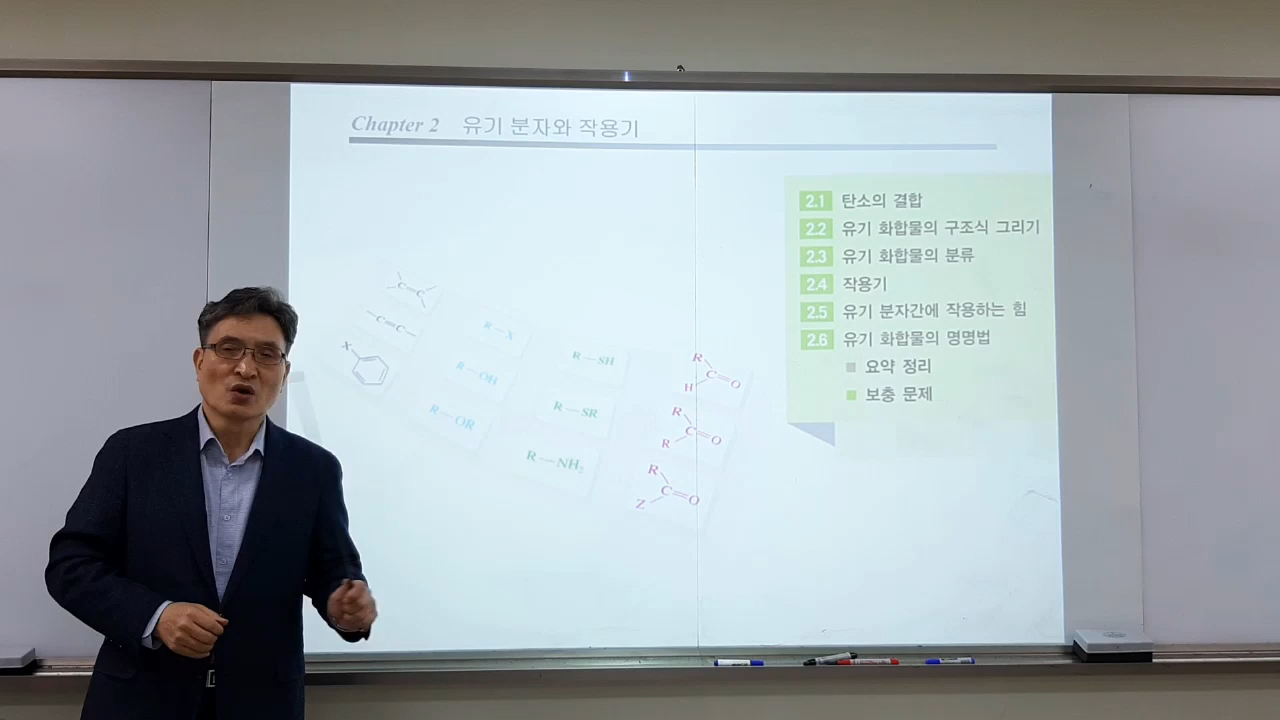 Chapter 2 유기 분자와 작용기
2.1 탄소의 결합
2.2 유기 화합물의 구조식 그리기
2.3 유기 화합물의 분류
2.4 작용기
2.5 유기 분자간에 작용하는 힘
2.6 유기 화합물의 명명법
요약 정리
보충 문제
C=C
C=C
X
R—X
R—OH
R—OR
R—SH
R—SR
R—NH₂
R
C=O
H
R
C=O
R
R
C=O
Z